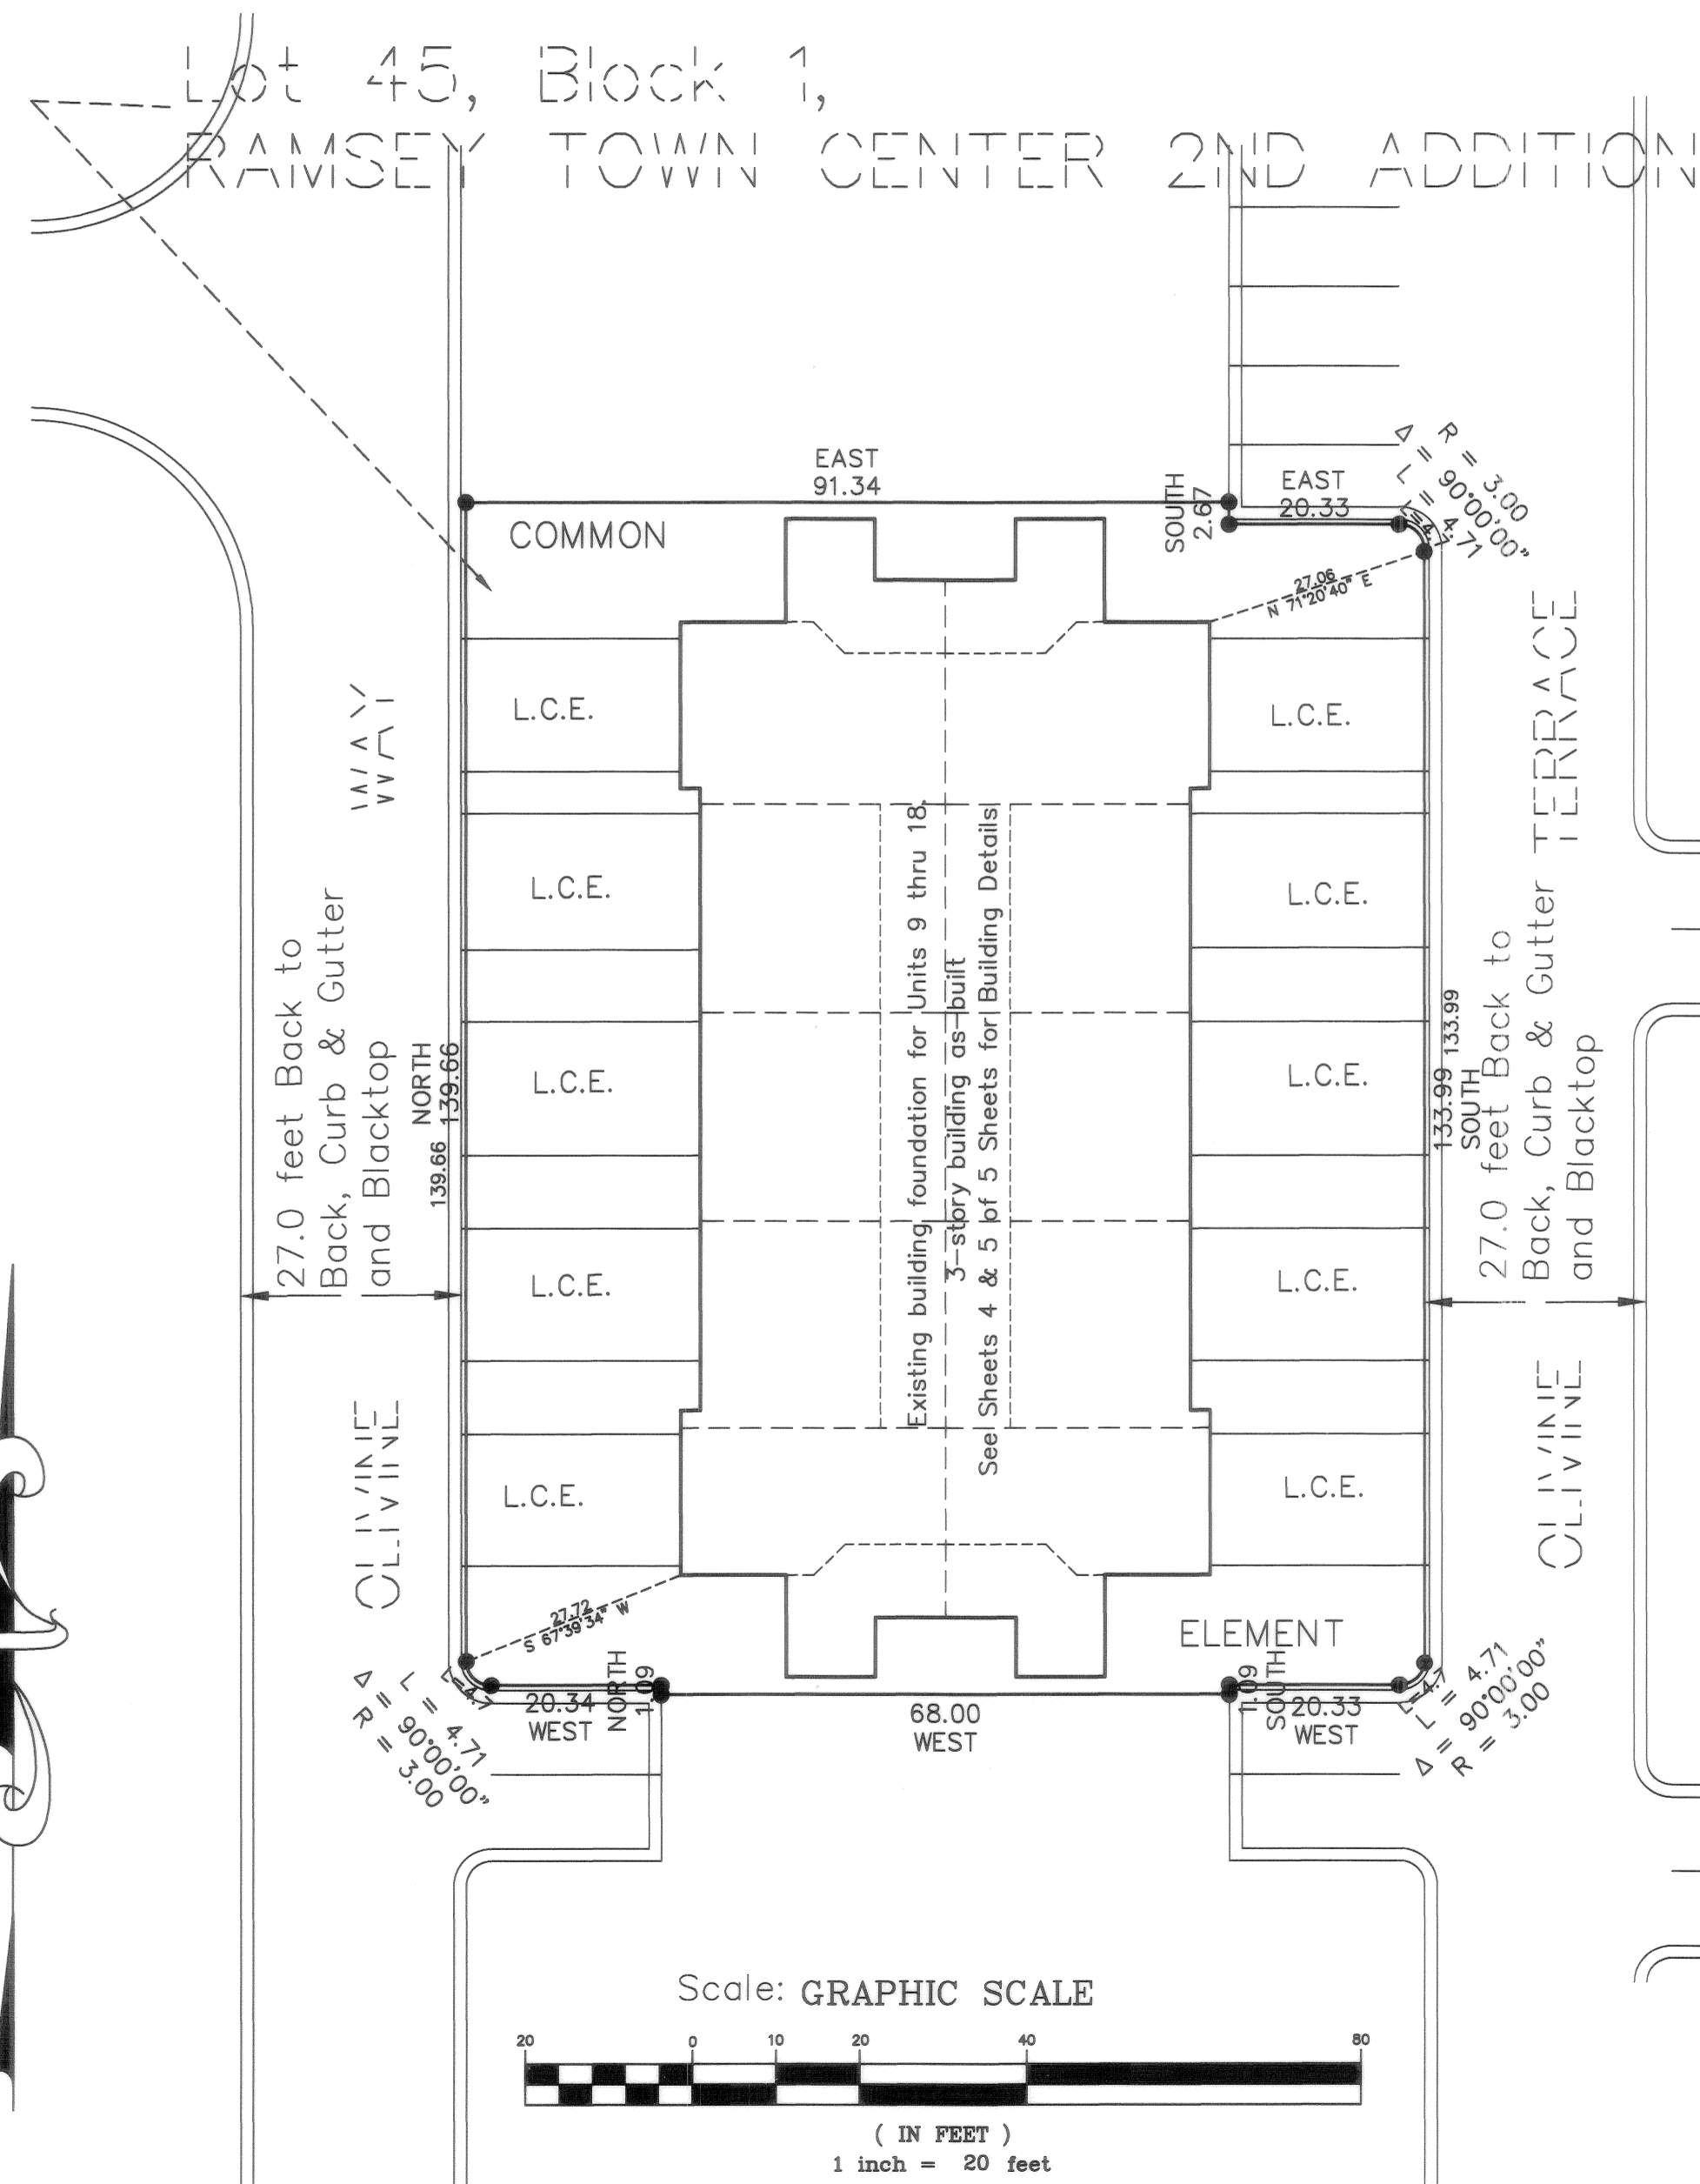 Lot 45, Block 1,
RAMSEY TOWN CENTER 2ND ADDITION
R = 3.00
Δ = 90°00'00"
L = 4.71
L=4.7
EAST
91.34
SOUTH
2.67
EAST
20.33
COMMON
27.06
N 71°20'40" E
L.C.E.
L.C.E.
L.C.E.
L.C.E.
L.C.E.
L.C.E.
L.C.E.
L.C.E.
L.C.E.
L.C.E.
OLIVINE WAY
OLIVINE TERRACE
27.0 feet Back to
Back, Curb & Gutter
and Blacktop
NORTH
139.66
139.66
Existing building foundation for Units 9 thru 18,
3-story building as-built
See Sheets 4 & 5 of 5 Sheets for Building Details
133.99
133.99
SOUTH
27.0 feet Back to
Back, Curb & Gutter
and Blacktop
27.72
S 67°39'34" W
ELEMENT
L=4.7
L = 4.71
Δ = 90°00'00"
R = 3.00
20.34
WEST
NORTH
1.09
68.00
WEST
1.09
SOUTH
20.33
WEST
L=4.7
L = 4.71
Δ = 90°00'00"
R = 3.00
Scale: GRAPHIC SCALE
20 0 10 20 40 80
( IN FEET )
1 inch = 20 feet